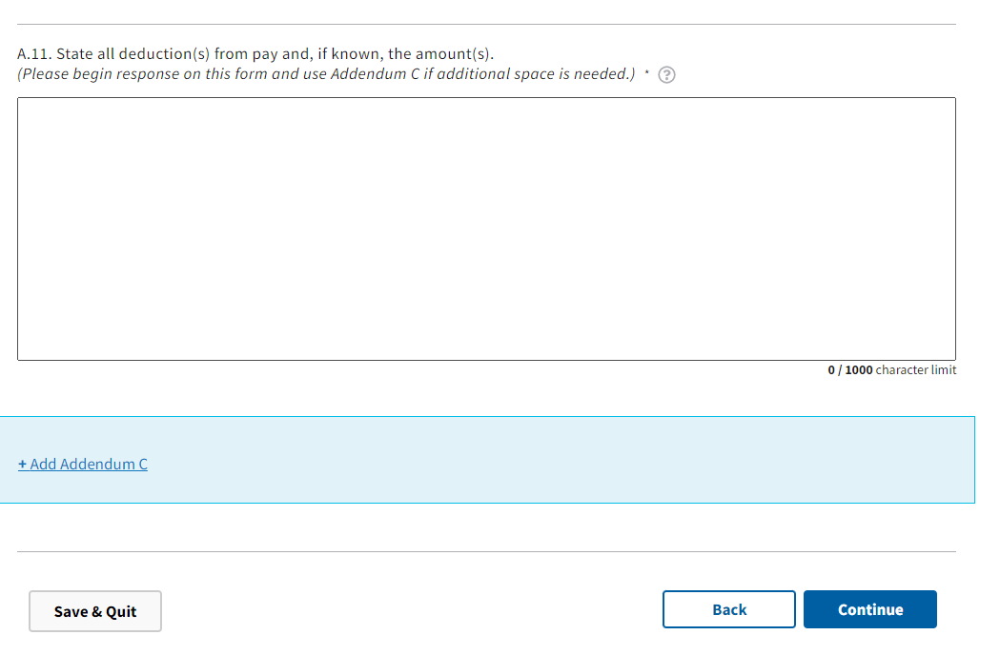 A.11. State all deduction(s) from pay and, if known, the amount(s).
(Please begin response on this form and use Addendum C if additional space is needed.) * ?
0 / 1000 character limit
+ Add Addendum C
Save & Quit
Back
Continue